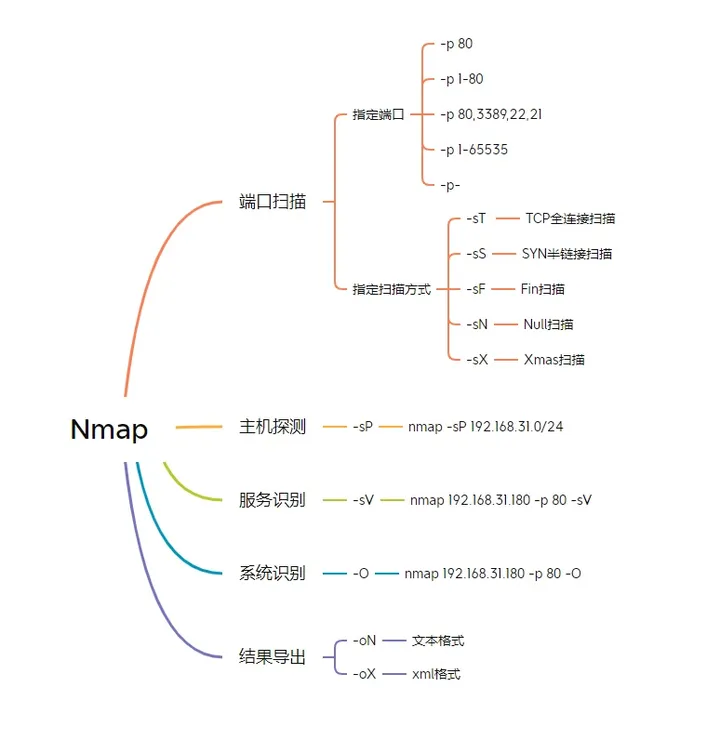 Nmap
端口扫描
指定端口
-p 80
-p 1-80
-p 80,3389,22,21
-p 1-65535
-p-
指定扫描方式
-sT
TCP全连接扫描
-sS
SYN半链接扫描
-sF
Fin扫描
-sN
Null扫描
-sX
Xmas扫描
主机探测
-sP
nmap -sP 192.168.31.0/24
服务识别
-sV
nmap 192.168.31.180 -p 80 -sV
系统识别
-O
nmap 192.168.31.180 -p 80 -O
结果导出
-oN
文本格式
-oX
xml格式